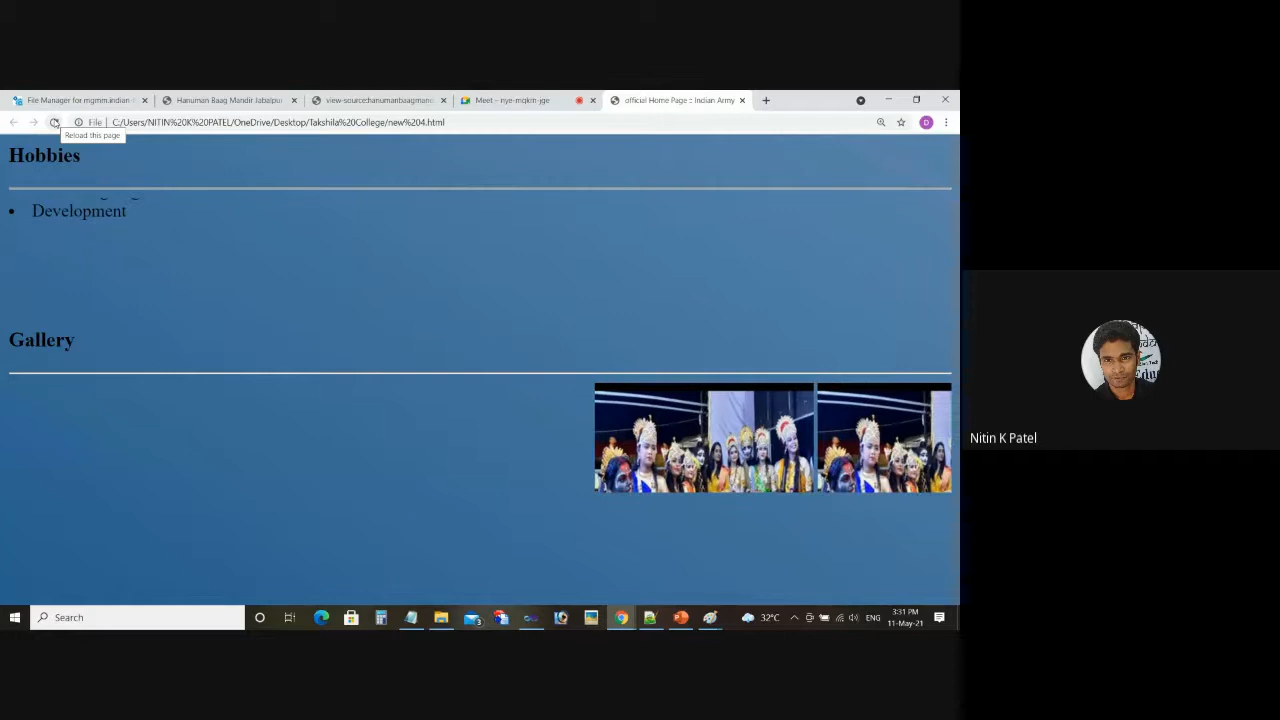 File Manager for mgmm.indian-t
Hanuman Baag Mandir Jabalpur
view-source:hanumanbaagmand
Meet – nye-mqkm-jge
official Home Page :: Indian Army
File
C:/Users/NITIN%20K%20PATEL/OneDrive/Desktop/Takshila%20College/new%204.html
D
Reload this page
Hobbies
Development
Gallery
Nitin K Patel
Search
3
32°C
ENG
3:31 PM
11-May-21